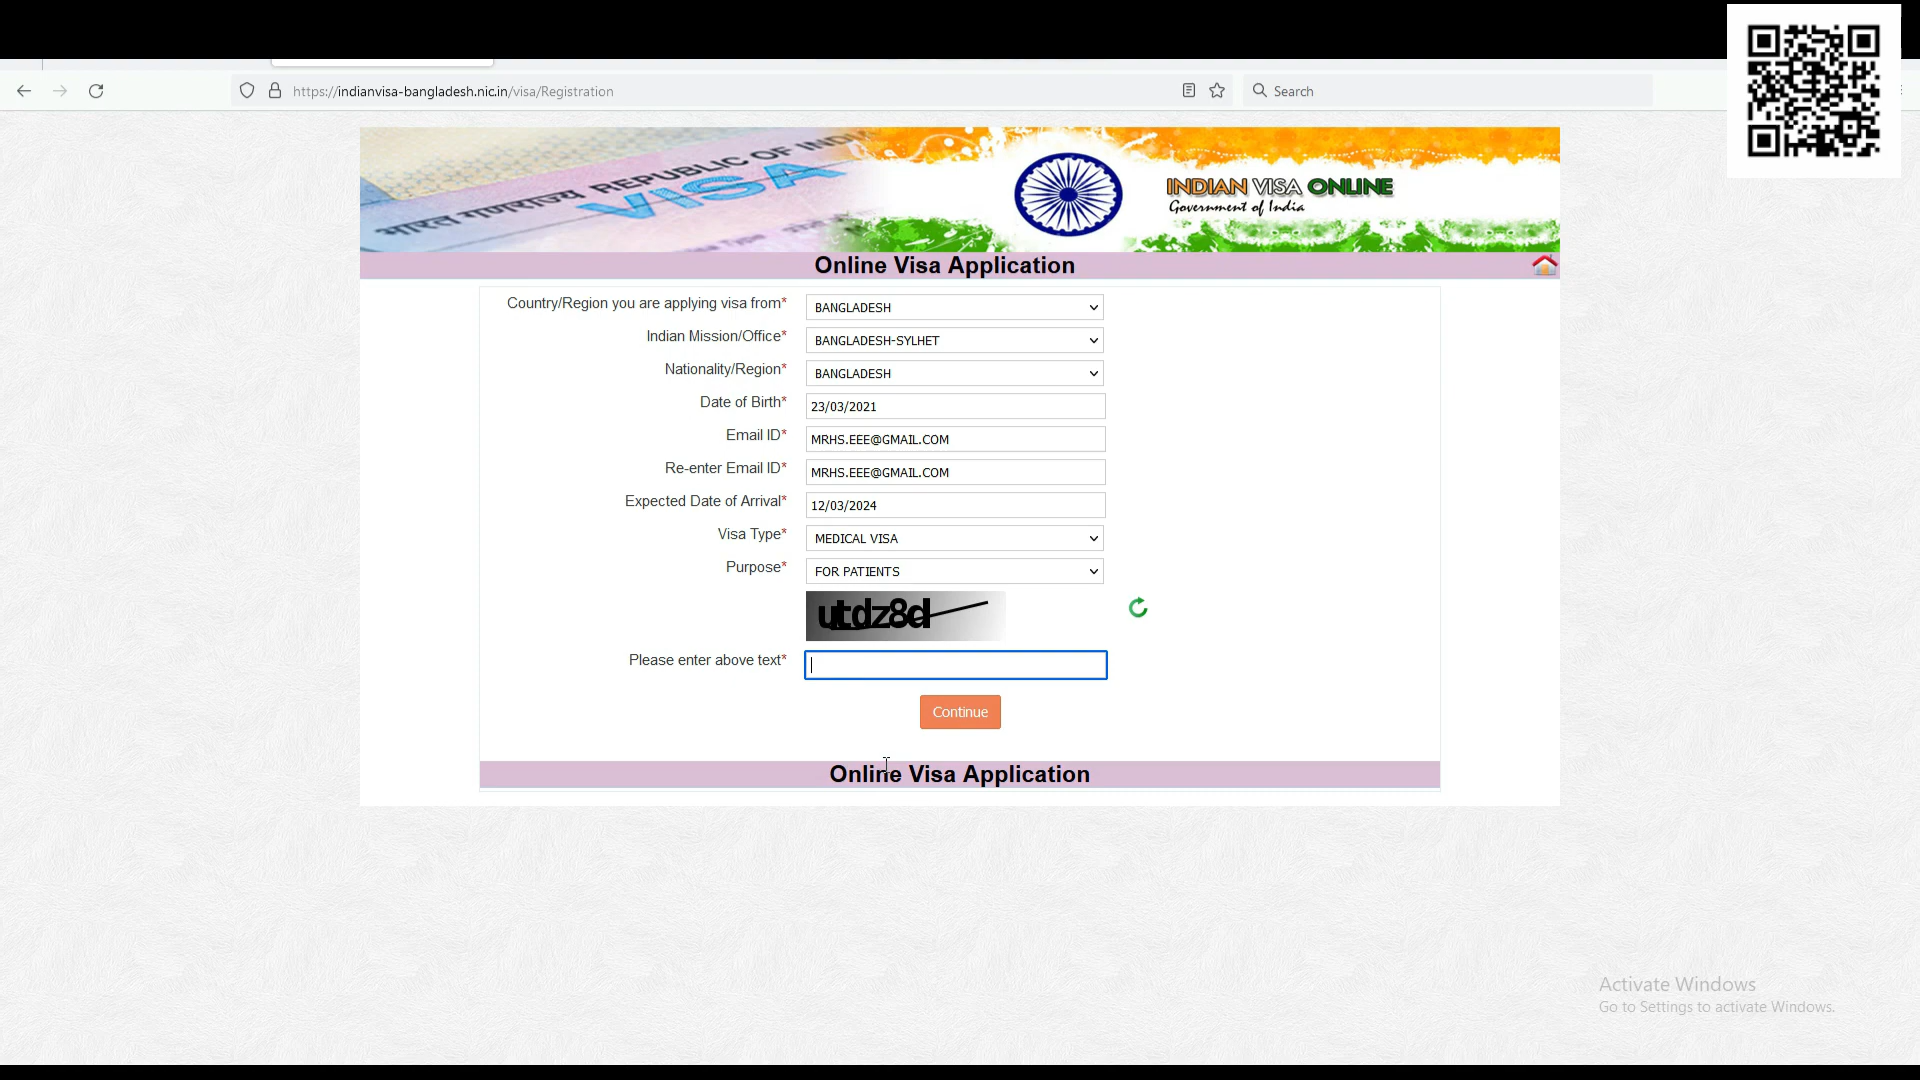 https://indianvisa-bangladesh.nic.in/visa/Registration
Search
REPUBLIC OF INDIA
भारत गणराज्य
VISA
INDIAN VISA ONLINE
Government of India
Online Visa Application
Country/Region you are applying visa from* BANGLADESH
Indian Mission/Office* BANGLADESH-SYLHET
Nationality/Region* BANGLADESH
Date of Birth* 23/03/2021
Email ID* MRHS.EEE@GMAIL.COM
Re-enter Email ID* MRHS.EEE@GMAIL.COM
Expected Date of Arrival* 12/03/2024
Visa Type* MEDICAL VISA
Purpose* FOR PATIENTS
utdz8d
Please enter above text*
Continue
Online Visa Application
Activate Windows
Go to Settings to activate Windows.